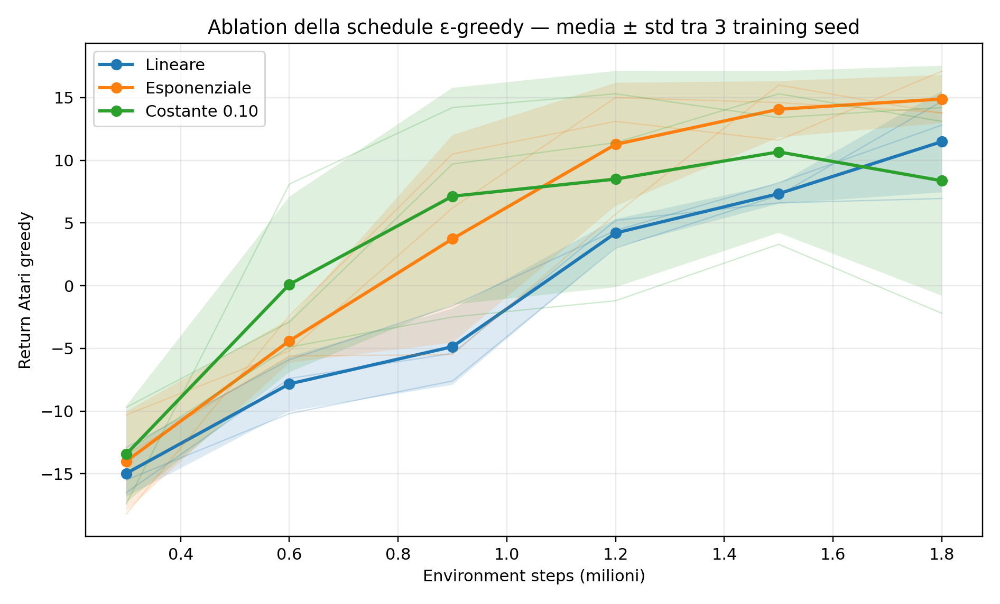 Ablation della schedule ε-greedy — media ± std tra 3 training seed
Lineare
Esponenziale
Costante 0.10
Return Atari greedy
15
10
5
0
−5
−10
−15
0.4
0.6
0.8
1.0
1.2
1.4
1.6
1.8
Environment steps (milioni)